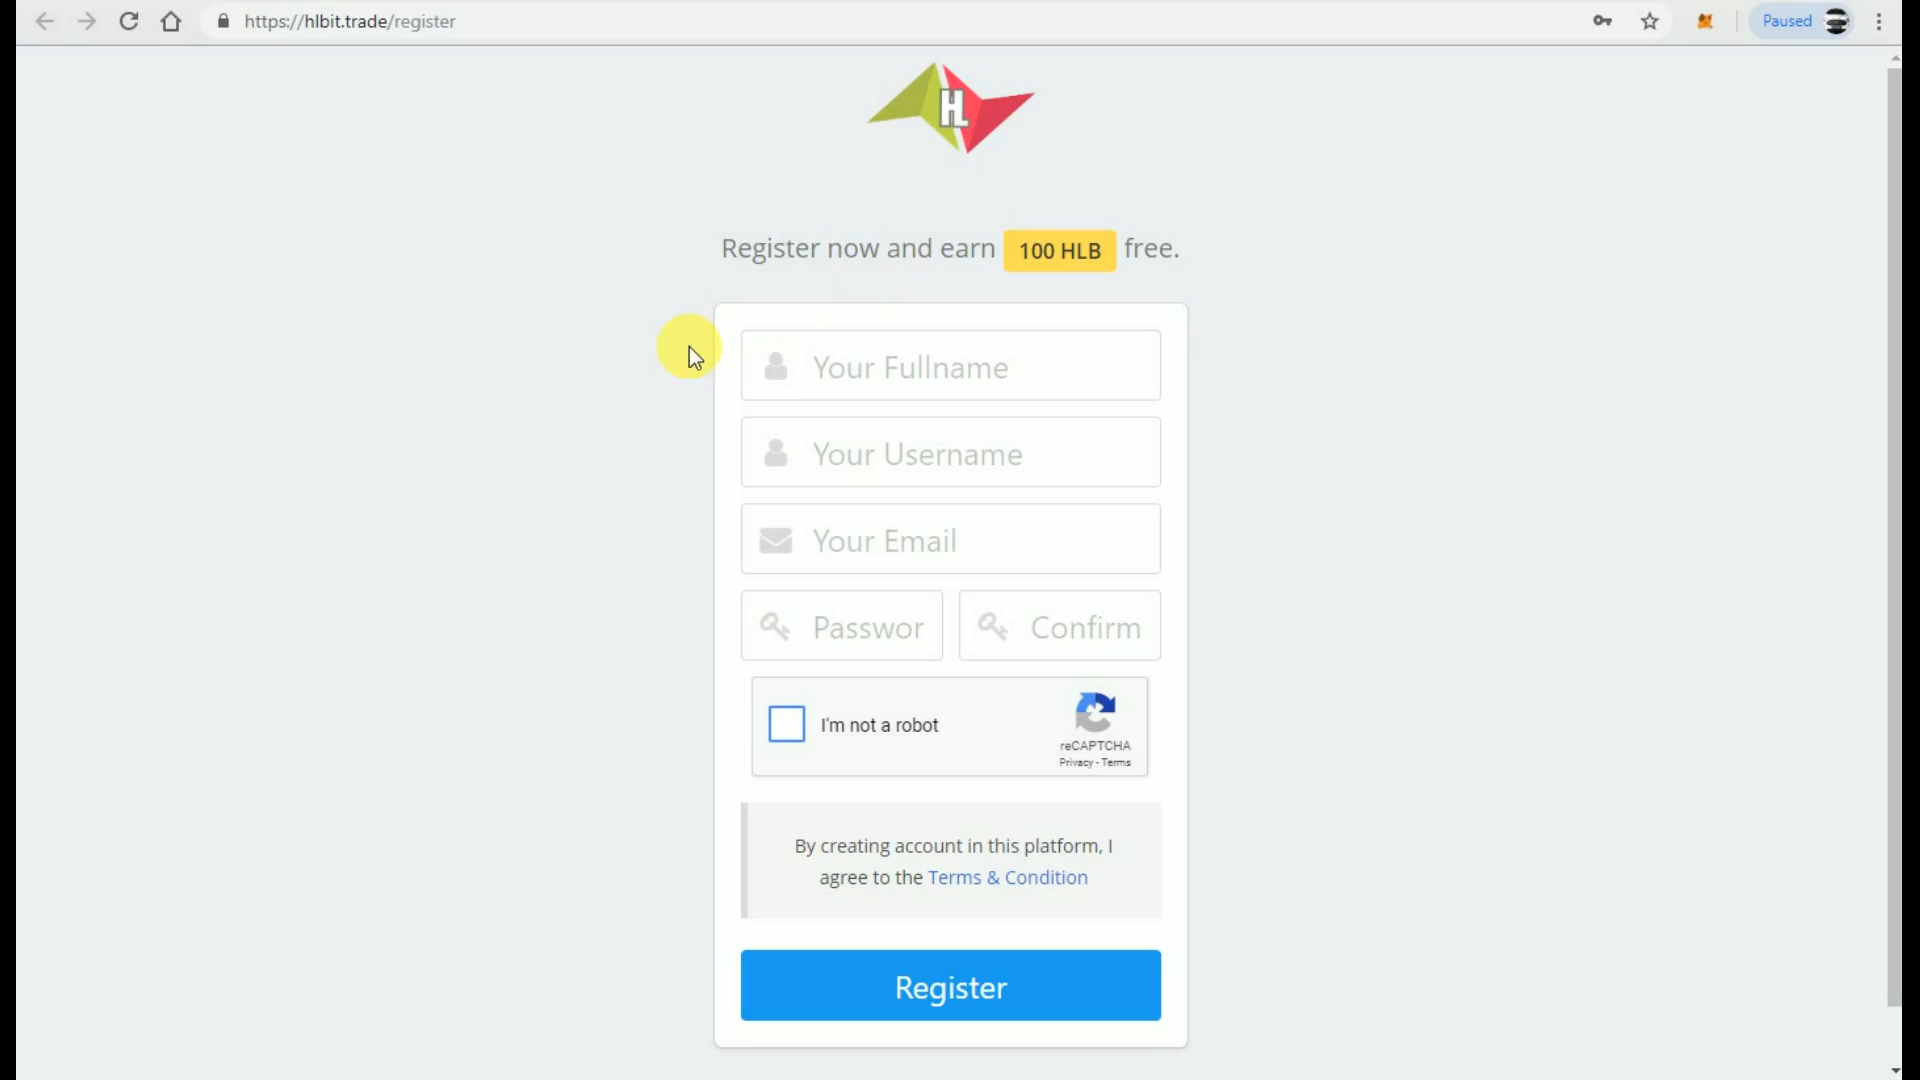 https://hlbit.trade/register
Paused
H
Register now and earn 100 HLB free.
Your Fullname
Your Username
Your Email
Passwor Confirm
I'm not a robot
reCAPTCHA
Privacy - Terms
By creating account in this platform, I
agree to the Terms & Condition
Register